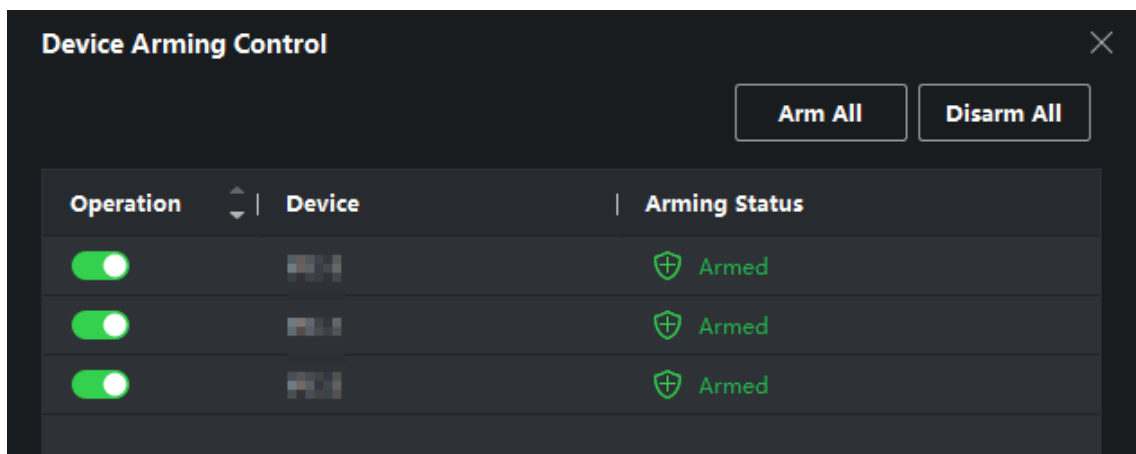 Device Arming Control
Arm All Disarm All
Operation Device Arming Status
Armed
Armed
Armed